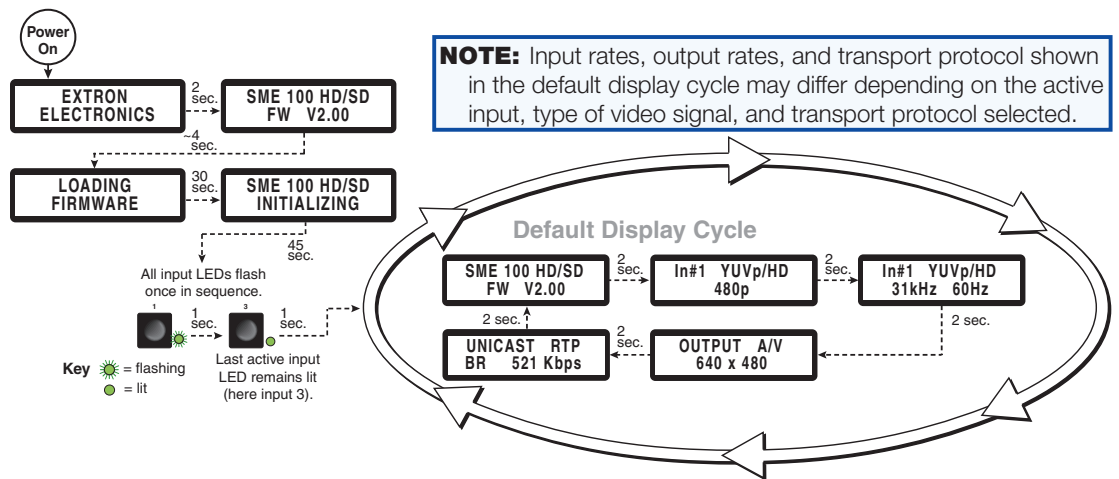 Power
On
NOTE: Input rates, output rates, and transport protocol shown
in the default display cycle may differ depending on the active
input, type of video signal, and transport protocol selected.
EXTRON
ELECTRONICS
2
sec.
SME 100 HD/SD
FW V2.00
~4
sec.
LOADING
FIRMWARE
30
sec.
SME 100 HD/SD
INITIALIZING
45
sec.
All input LEDs flash
once in sequence.
1
1
sec.
3
1
sec.
Key = flashing
= lit
Last active input
LED remains lit
(here input 3).
Default Display Cycle
SME 100 HD/SD
FW V2.00
2
sec.
In#1 YUVp/HD
480p
2
sec.
In#1 YUVp/HD
31kHz 60Hz
2 sec.
OUTPUT A/V
640 x 480
2
sec.
UNICAST RTP
BR 521 Kbps
2 sec.